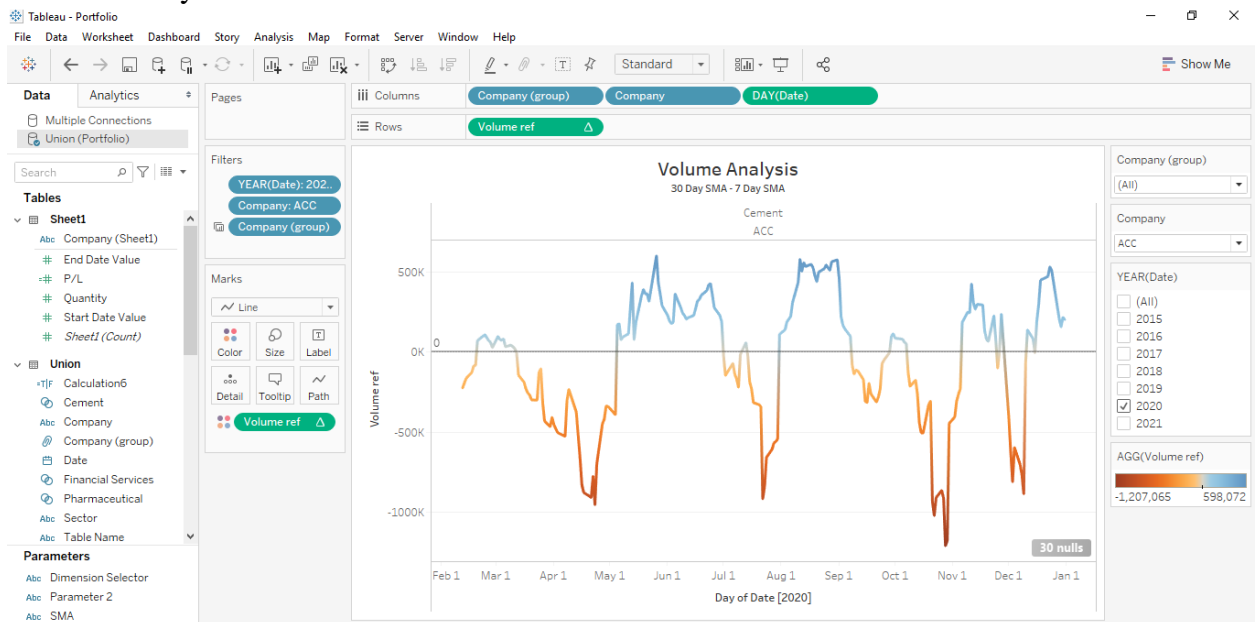 Tableau - Portfolio
File Data Worksheet Dashboard Story Analysis Map Format Server Window Help
Standard
Show Me
Data Analytics
Multiple Connections
Union (Portfolio)
Search
Tables
Sheet1
Abc Company (Sheet1)
# End Date Value
=# P/L
# Quantity
# Start Date Value
# Sheet1 (Count)
Union
=T|F Calculation6
Cement
Abc Company
Company (group)
Date
Financial Services
Pharmaceutical
Abc Sector
Abc Table Name
Parameters
Abc Dimension Selector
Abc Parameter 2
Abc SMA
Pages
Filters
YEAR(Date): 202..
Company: ACC
Company (group)
Marks
Line
Color Size Label
Detail Tooltip Path
Volume ref Δ
iii Columns Company (group) Company DAY(Date)
Rows Volume ref Δ
Volume Analysis
30 Day SMA - 7 Day SMA
Cement
ACC
500K
0K
-500K
-1000K
0
Volume ref
30 nulls
Feb 1 Mar 1 Apr 1 May 1 Jun 1 Jul 1 Aug 1 Sep 1 Oct 1 Nov 1 Dec 1 Jan 1
Day of Date [2020]
Company (group)
(All)
Company
ACC
YEAR(Date)
(All)
2015
2016
2017
2018
2019
2020
2021
AGG(Volume ref)
-1,207,065 598,072